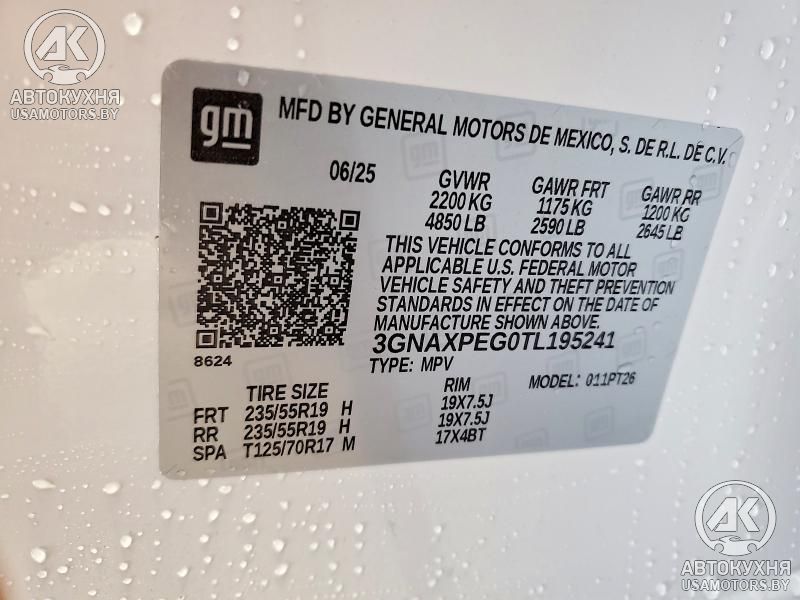 AK
АВТОКУХНЯ
USAMOTORS.BY
gm
MFD BY GENERAL MOTORS DE MEXICO, S. DE R.L. DE C.V.
06/25 GVWR GAWR FRT GAWR RR
2200 KG 1175 KG 1200 KG
4850 LB 2590 LB 2645 LB
THIS VEHICLE CONFORMS TO ALL
APPLICABLE U.S. FEDERAL MOTOR
VEHICLE SAFETY AND THEFT PREVENTION
STANDARDS IN EFFECT ON THE DATE OF
MANUFACTURE SHOWN ABOVE.
3GNAXPEG0TL195241
8624
TYPE: MPV MODEL: 011PT26
TIRE SIZE RIM
FRT 235/55R19 H 19X7.5J
RR 235/55R19 H 19X7.5J
SPA T125/70R17 M 17X4BT
AK
АВТОКУХНЯ
USAMOTORS.BY